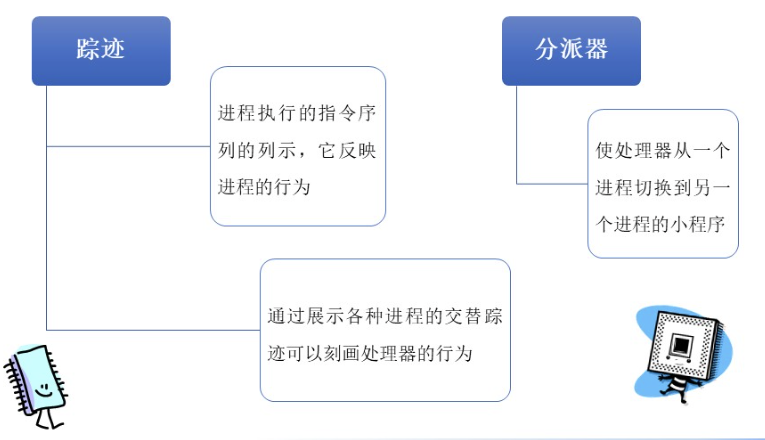 踪迹
进程执行的指令序
列的列示，它反映
进程的行为
通过展示各种进程的交替踪
迹可以刻画处理器的行为
分派器
使处理器从一个
进程切换到另一
个进程的小程序